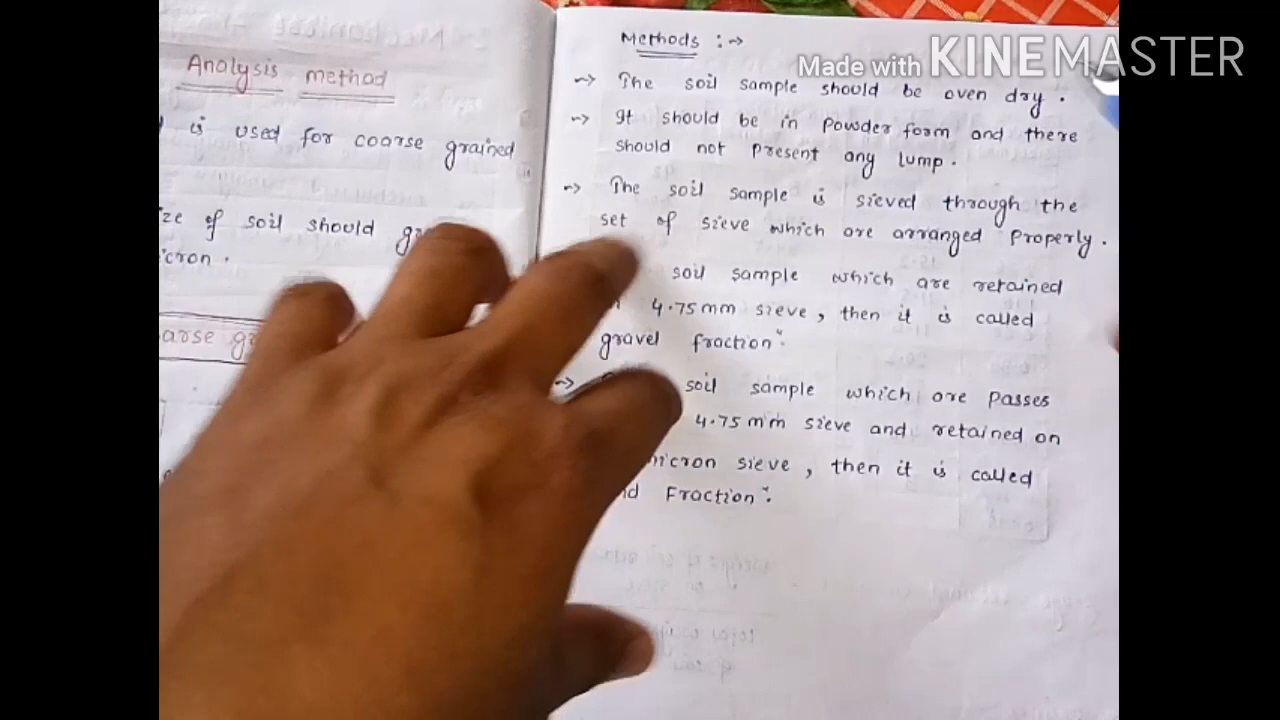 Made with KINEMASTER
Analysis method
is used for coarse grained
of soil should
Methods :→
→ The soil sample should be oven dry.
→ It should be in powder form and there
should not present any lump.
→ The soil sample is sieved through the
set of sieve which are arranged properly.
soil sample which are retained
4.75mm sieve, then it is called
gravel fraction".
→ soil sample which are passes
4.75mm sieve and retained on
micron sieve, then it is called
Fraction".